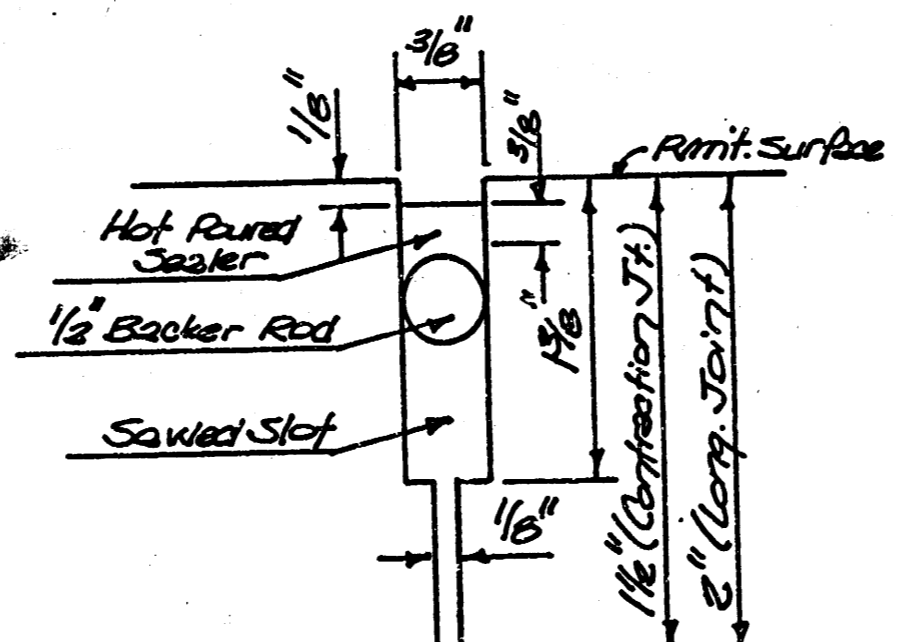 3/8"
1/8"
3/8"
Pmt. Surface
Hot Poured
Sealer
1/2" Backer Rod
1 3/8"
Sawed Slot
1/8"
1 1/2" (Contraction Jt.)
2" (Long. Joint)